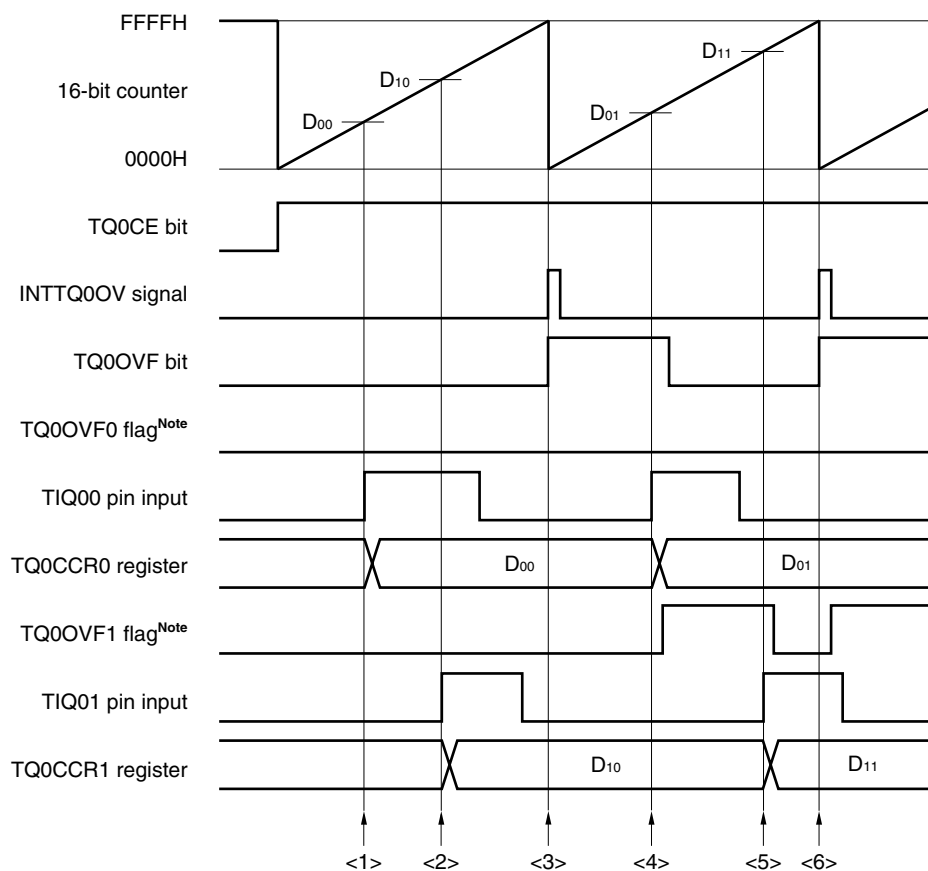 FFFFH
D11
D10
16-bit counter
D00
D01
0000H
TQ0CE bit
INTTQ0OV signal
TQ0OVF bit
TQ0OVF0 flagNote
TIQ00 pin input
TQ0CCR0 register
D00
D01
TQ0OVF1 flagNote
TIQ01 pin input
TQ0CCR1 register
D10
D11
<1> <2> <3> <4> <5> <6>